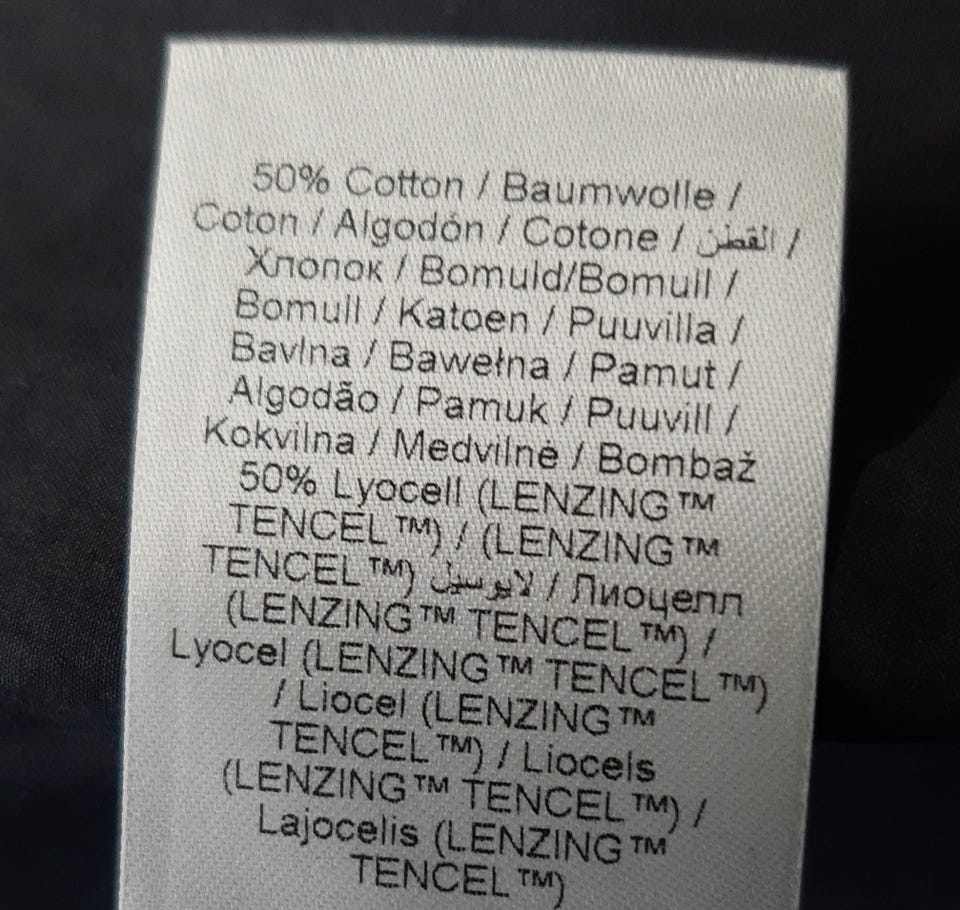 50% Cotton / Baumwolle /
Coton / Algodón / Cotone / القطن /
Хлопок / Bomuld/Bomull /
Bomull / Katoen / Puuvilla /
Bavlna / Bawełna / Pamut /
Algodão / Pamuk / Puuvill /
Kokvilna / Medvilnė / Bombaž
50% Lyocell (LENZING™
TENCEL™) / (LENZING™
TENCEL™) لايوسيل / Лиоцелл
(LENZING™ TENCEL™) /
Lyocel (LENZING™ TENCEL™)
/ Liocel (LENZING™
TENCEL™) / Liocels
(LENZING™ TENCEL™) /
Lajocelis (LENZING™
TENCEL™)